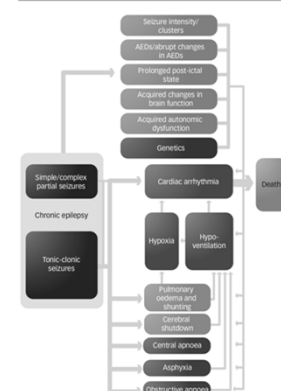 Seizure intensity/
clusters
AEDs/abrupt changes
in AEDs
Prolonged post-ictal
state
Acquired changes in
brain function
Acquired autonomic
dysfunction
Genetics
Simple/complex
partial seizures
Cardiac arrhythmia
Death
Chronic epilepsy
Tonic-clonic
seizures
Hypoxia
Hypo-
ventilation
Pulmonary
oedema and
shunting
Cerebral
shutdown
Central apnoea
Asphyxia
Obstructive apnoea